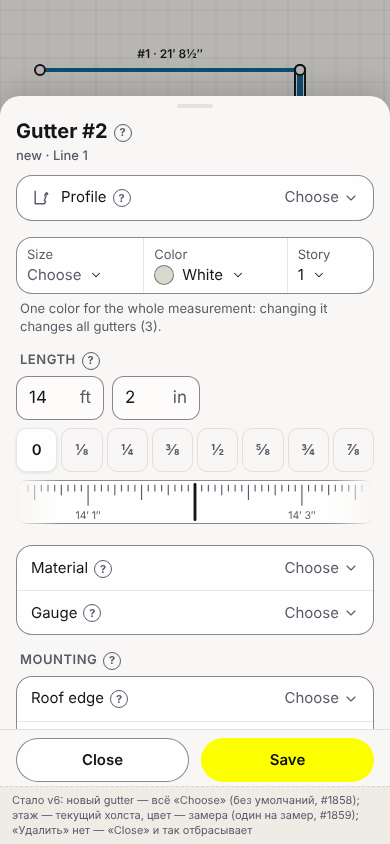 #1 · 21′ 8½″
Gutter #2 ?
new · Line 1
Profile ? Choose
Size Color Story
Choose White 1
One color for the whole measurement: changing it
changes all gutters (3).
LENGTH ?
14 ft 2 in
0 ⅛ ¼ ⅜ ½ ⅝ ¾ ⅞
14′ 1″ 14′ 3″
Material ? Choose
Gauge ? Choose
MOUNTING ?
Roof edge ? Choose
Close Save
Стало v6: новый gutter — всё «Choose» (без умолчаний, #1858);
этаж — текущий холста, цвет — замера (один на замер, #1859);
«Удалить» нет — «Close» и так отбрасывает